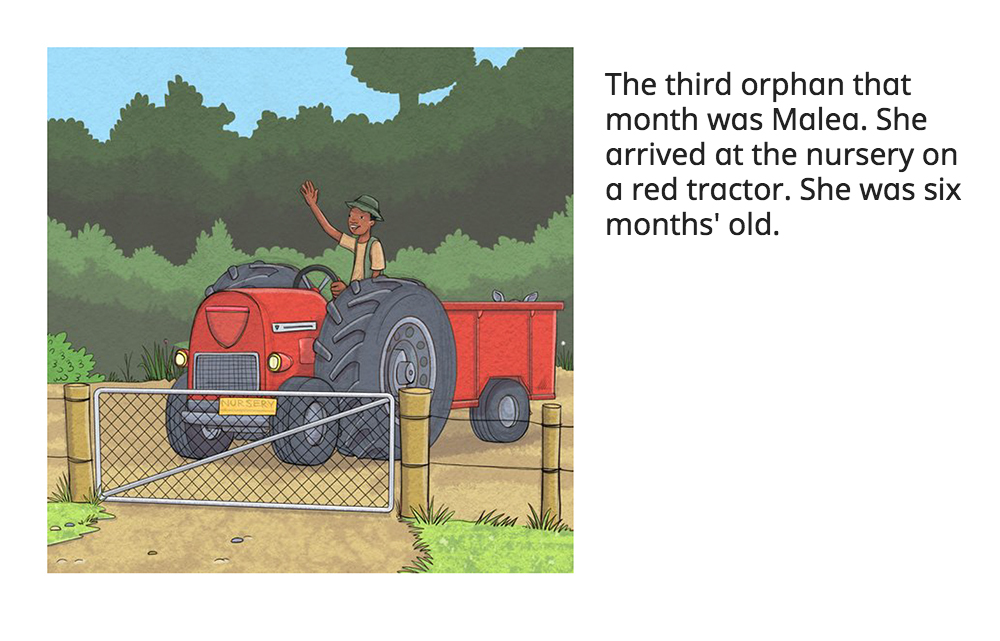 NURSERY
The third orphan that
month was Malea. She
arrived at the nursery on
a red tractor. She was six
months' old.